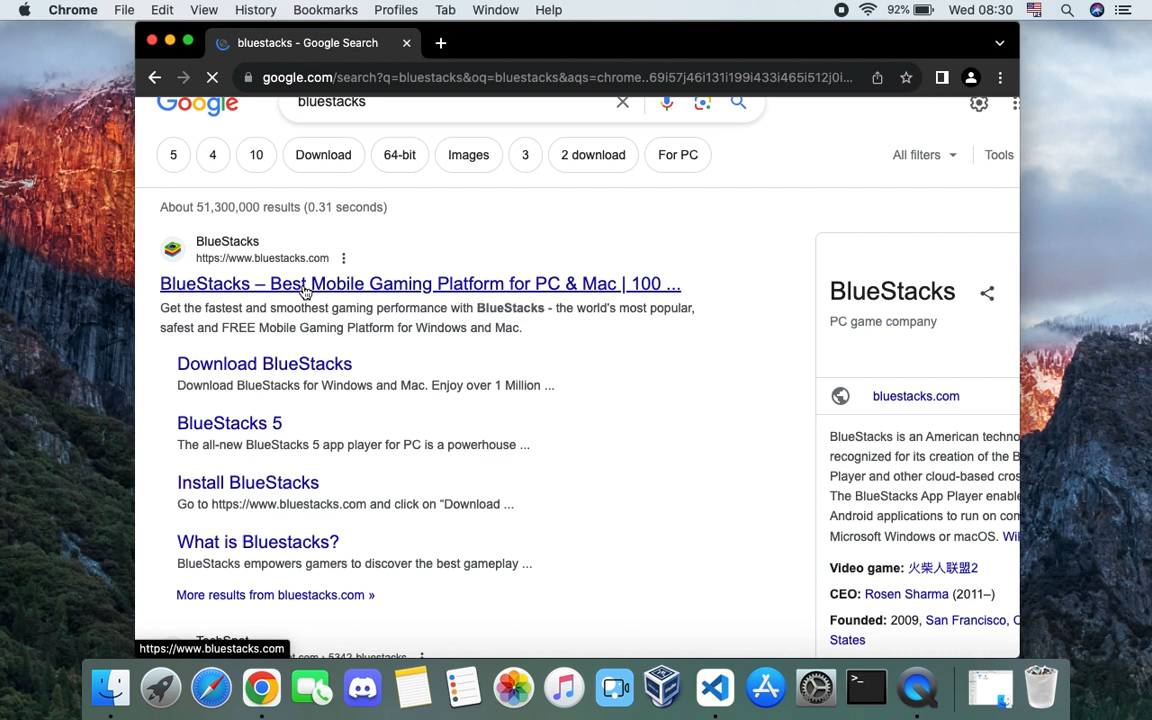 Chrome File Edit View History Bookmarks Profiles Tab Window Help 92% Wed 08:30
bluestacks - Google Search
google.com/search?q=bluestacks&oq=bluestacks&aqs=chrome..69i57j46i131i199i433i465i512j0i...
Google bluestacks
5 4 10 Download 64-bit Images 3 2 download For PC All filters Tools
About 51,300,000 results (0.31 seconds)
BlueStacks
https://www.bluestacks.com
BlueStacks – Best Mobile Gaming Platform for PC & Mac | 100 ...
Get the fastest and smoothest gaming performance with BlueStacks - the world's most popular,
safest and FREE Mobile Gaming Platform for Windows and Mac.
Download BlueStacks
Download BlueStacks for Windows and Mac. Enjoy over 1 Million ...
BlueStacks 5
The all-new BlueStacks 5 app player for PC is a powerhouse ...
Install BlueStacks
Go to https://www.bluestacks.com and click on “Download ...
What is Bluestacks?
BlueStacks empowers gamers to discover the best gameplay ...
More results from bluestacks.com »
TechSpot
https://www.bluestacks.com
BlueStacks
PC game company
bluestacks.com
BlueStacks is an American techno
recognized for its creation of the B
Player and other cloud-based cros
The BlueStacks App Player enable
Android applications to run on com
Microsoft Windows or macOS. Wi
Video game: 火柴人联盟2
CEO: Rosen Sharma (2011–)
Founded: 2009, San Francisco, C
States